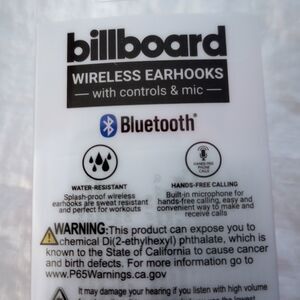 billboard
WIRELESS EARHOOKS
with controls & mic
Bluetooth®
HANDS-FREE
PHONE
CALLS
WATER-RESISTANT
Splash-proof wireless
earhooks are sweat resistant
and perfect for workouts
HANDS-FREE CALLING
Built-in microphone for
hands-free calling, easy and
convenient way to make and
receive calls
WARNING: This product can expose you to
chemical Di(2-ethylhexyl) phthalate, which is
known to the State of California to cause cancer
and birth defects. For more information go to
www.P65Warnings.ca.gov
It may damage your hearing if you listen with high volume